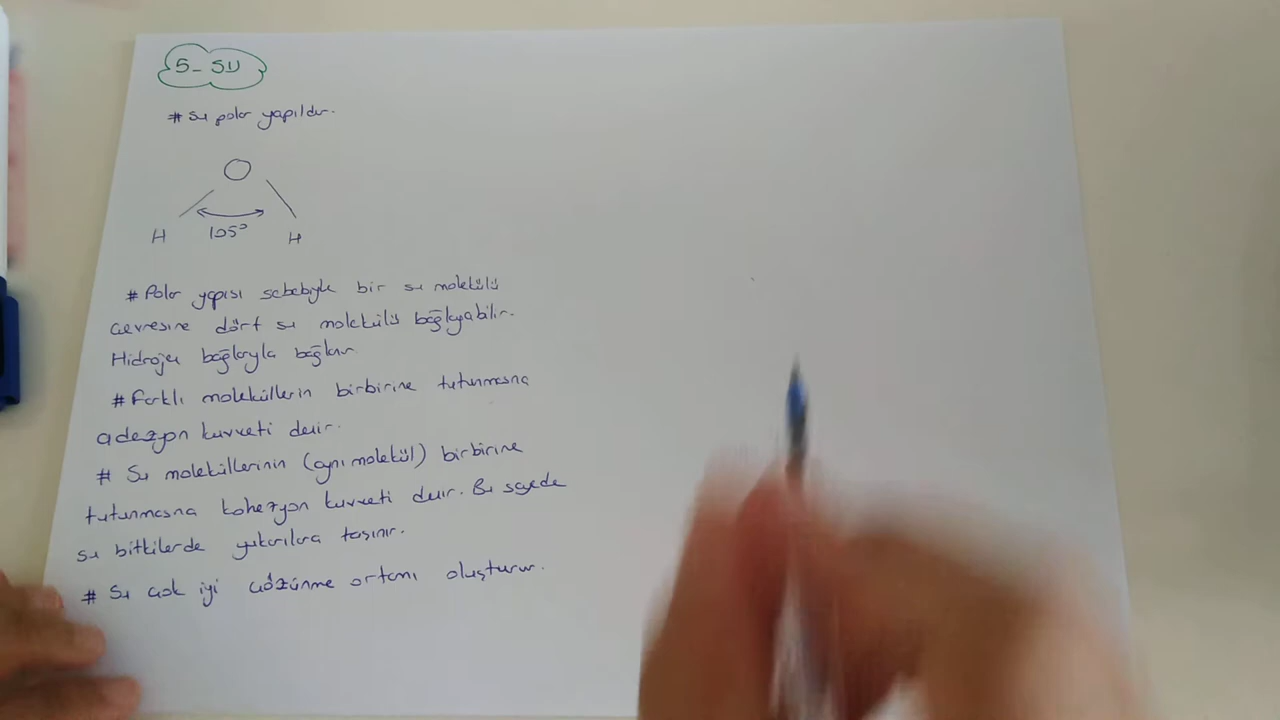 5- SU
# Su polar yapılıdır.
O
H 105° H
# Polar yapısı sebebiyle bir su molekülü
çevresine dört su molekülü bağlayabilir.
Hidrojen bağlarıyla bağlanır.
# Farklı moleküllerin birbirine tutunmasına
adezyon kuvveti denir.
# Su moleküllerinin (aynı molekül) birbirine
tutunmasına kohezyon kuvveti denir. Bu sayede
su bitkilerde yukarılara taşınır.
# Su çok iyi çözünme ortamı oluşturur.